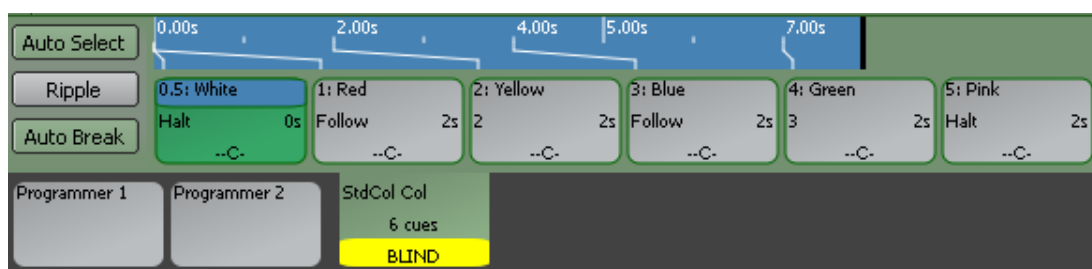 0.00s 2.00s 4.00s 5.00s 7.00s
Auto Select
Ripple
Auto Break
0.5: White 1: Red 2: Yellow 3: Blue 4: Green 5: Pink
Halt 0s Follow 2s 2 2s Follow 2s 3 2s Halt 2s
--C- --C- --C- --C- --C- --C-
Programmer 1 Programmer 2 StdCol Col
6 cues
BLIND